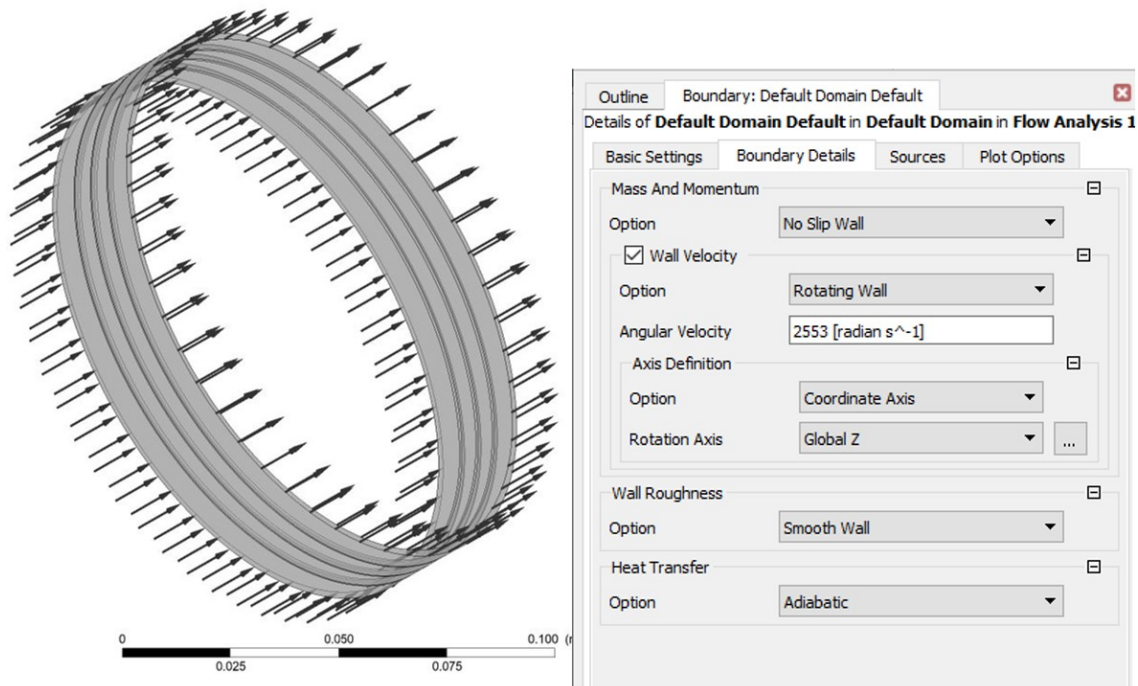 Outline Boundary: Default Domain Default
Details of Default Domain Default in Default Domain in Flow Analysis 1
Basic Settings Boundary Details Sources Plot Options
Mass And Momentum
Option No Slip Wall
Wall Velocity
Option Rotating Wall
Angular Velocity 2553 [radian s^-1]
Axis Definition
Option Coordinate Axis
Rotation Axis Global Z ...
Wall Roughness
Option Smooth Wall
Heat Transfer
Option Adiabatic
0 0.050 0.100 (
0.025 0.075